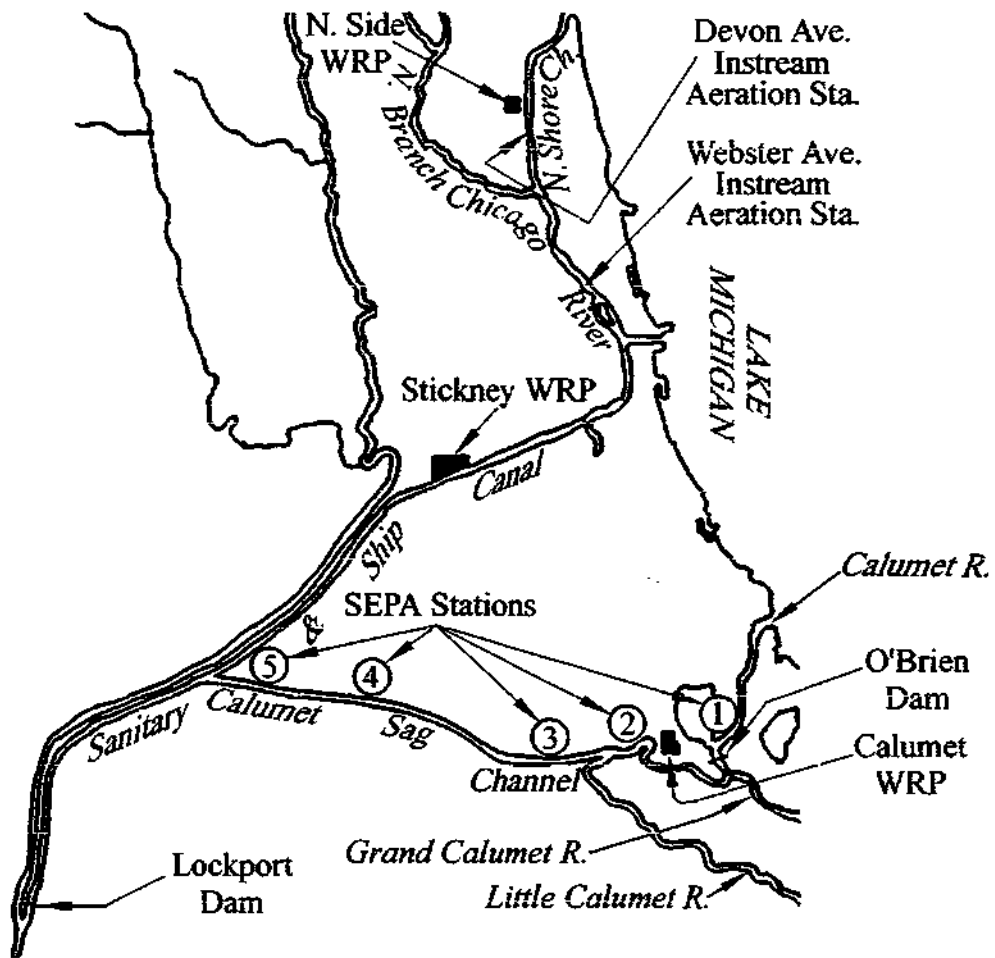 N. Side
WRP
Devon Ave.
Instream
Aeration Sta.
N. Shore Ch.
N.
Branch Chicago
River
Webster Ave.
Instream
Aeration Sta.
LAKE
MICHIGAN
Stickney WRP
Canal
Ship
&
Sanitary
SEPA Stations
Calumet R.
5
4
3
2
1
O'Brien
Dam
Calumet
Sag
Channel
Calumet
WRP
Grand Calumet R.
Little Calumet R.
Lockport
Dam